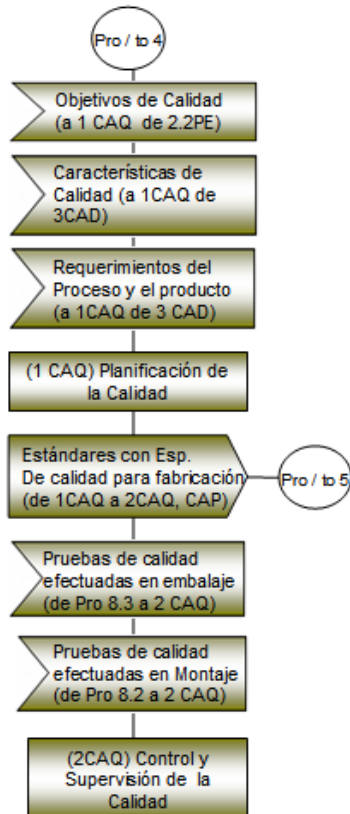 Pro / to 4
Objetivos de Calidad
(a 1 CAQ de 2.2PE)
Características de
Calidad (a 1CAQ de
3CAD)
Requerimientos del
Proceso y el producto
(a 1CAQ de 3 CAD)
(1 CAQ) Planificación de
la Calidad
Estándares con Esp.
De calidad para fabricación
(de 1CAQ a 2CAQ, CAP)
Pro / to 5
Pruebas de calidad
efectuadas en embalaje
(de Pro 8.3 a 2 CAQ)
Pruebas de calidad
efectuadas en Montaje
(de Pro 8.2 a 2 CAQ)
(2CAQ) Control y
Supervisión de la
Calidad